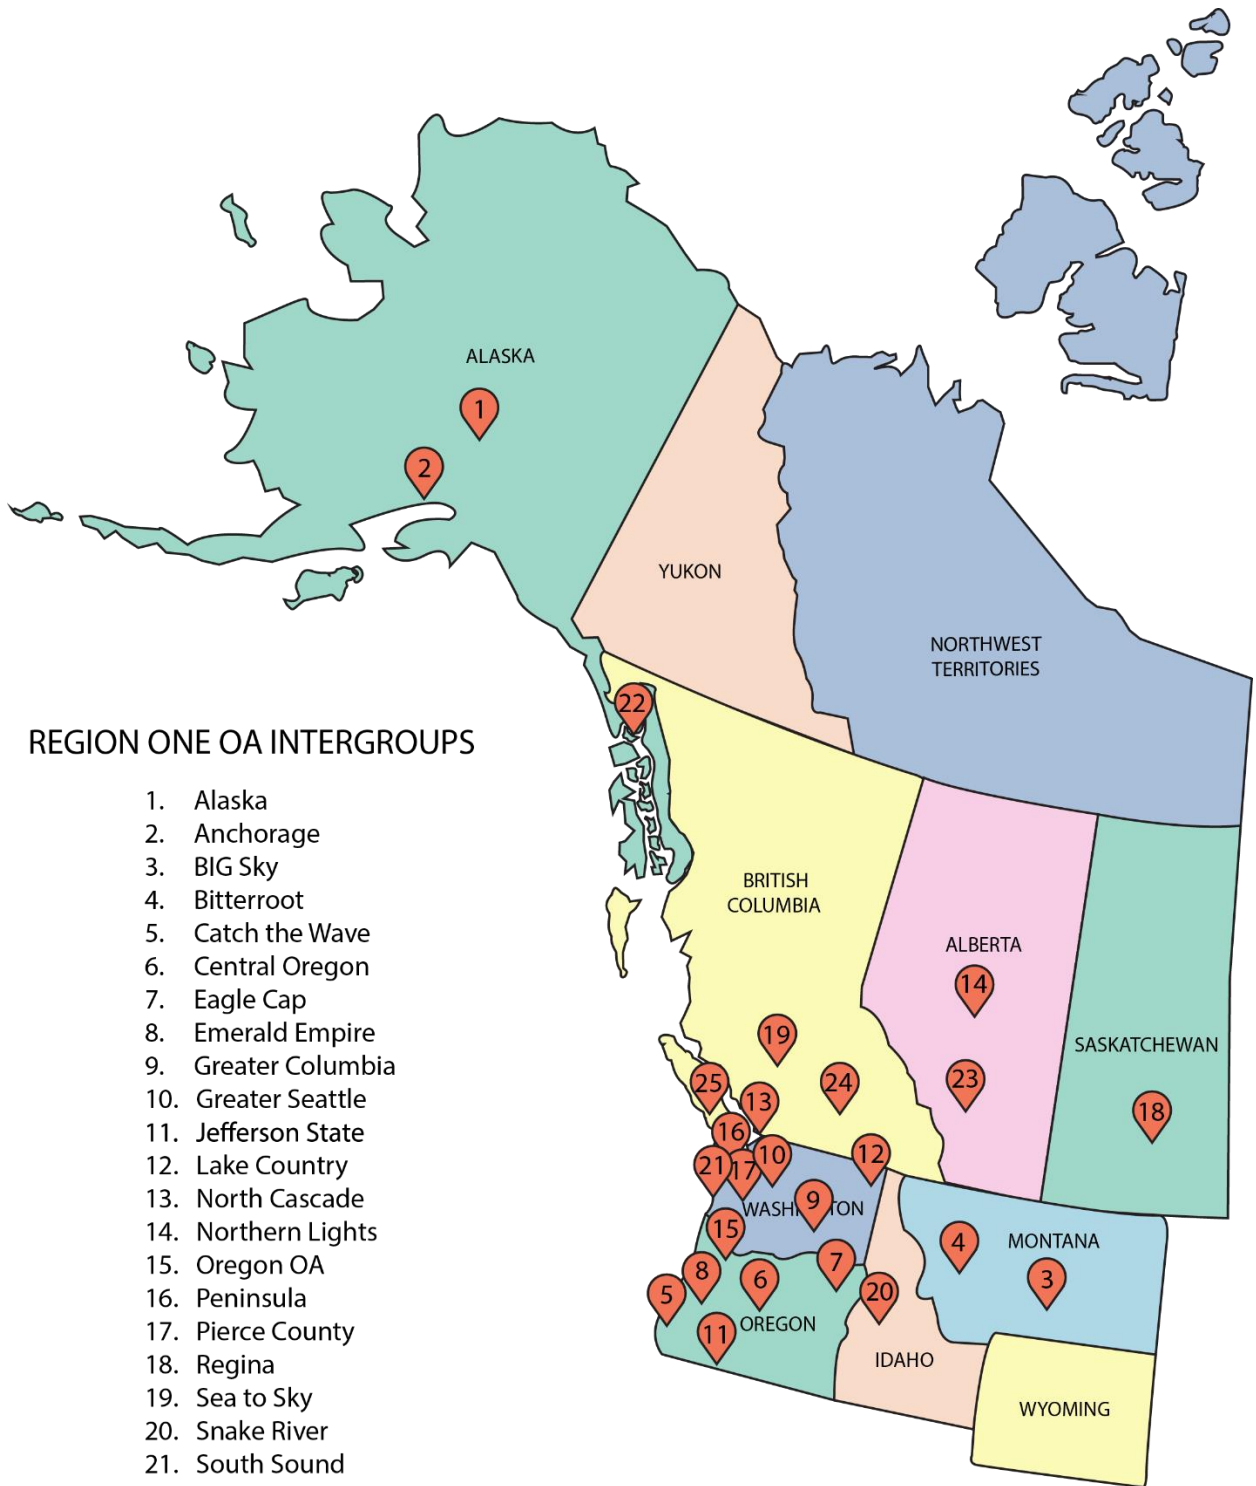 ALASKA
1
2
YUKON
NORTHWEST
TERRITORIES
22
REGION ONE OA INTERGROUPS
1. Alaska
2. Anchorage
3. BIG Sky
4. Bitterroot
5. Catch the Wave
6. Central Oregon
7. Eagle Cap
8. Emerald Empire
9. Greater Columbia
10. Greater Seattle
11. Jefferson State
12. Lake Country
13. North Cascade
14. Northern Lights
15. Oregon OA
16. Peninsula
17. Pierce County
18. Regina
19. Sea to Sky
20. Snake River
21. South Sound
BRITISH
COLUMBIA
ALBERTA
14
19
SASKATCHEWAN
25
24
23
13
18
16
10
12
21
17
9
WASHINGTON
15
4
MONTANA
8
7
6
3
5
20
11
OREGON
IDAHO
WYOMING